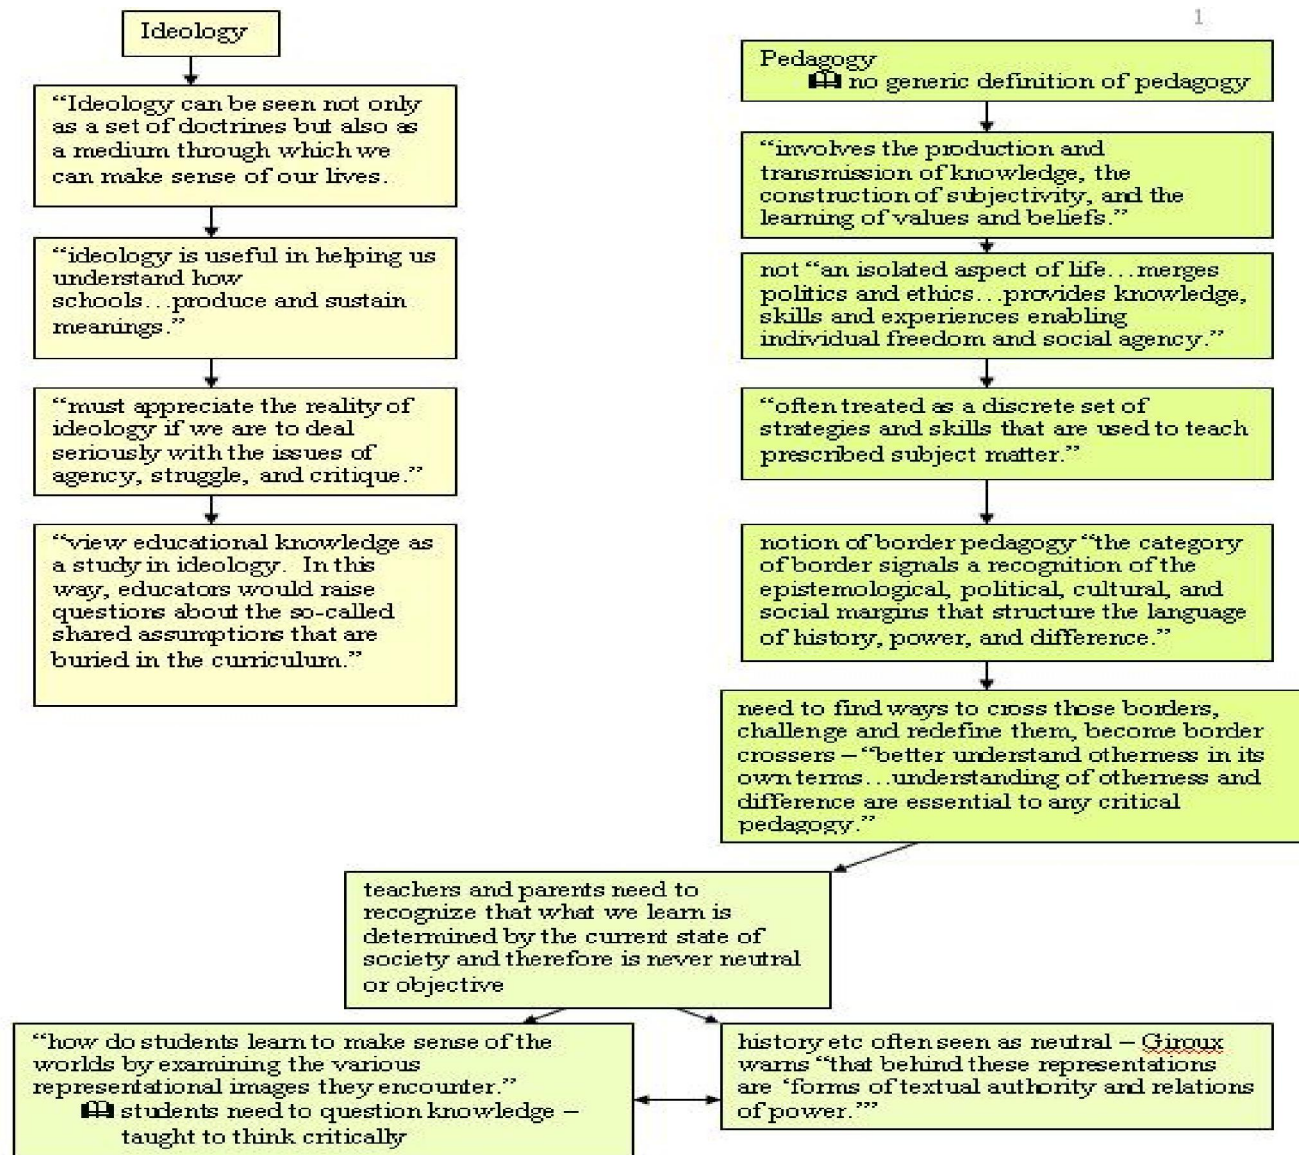 1
Ideology
“Ideology can be seen not only
as a set of doctrines but also as
a medium through which we
can make sense of our lives.
“ideology is useful in helping us
understand how
schools…produce and sustain
meanings.”
“must appreciate the reality of
ideology if we are to deal
seriously with the issues of
agency, struggle, and critique.”
“view educational knowledge as
a study in ideology.  In this
way, educators would raise
questions about the so-called
shared assumptions that are
buried in the curriculum.”
Pedagogy
no generic definition of pedagogy
“involves the production and
transmission of knowledge, the
construction of subjectivity, and the
learning of values and beliefs.”
not “an isolated aspect of life…merges
politics and ethics…provides knowledge,
skills and experiences enabling
individual freedom and social agency.”
“often treated as a discrete set of
strategies and skills that are used to teach
prescribed subject matter.”
notion of border pedagogy “the category
of border signals a recognition of the
epistemological, political, cultural, and
social margins that structure the language
of history, power, and difference.”
need to find ways to cross those borders,
challenge and redefine them, become border
crossers – “better understand otherness in its
own terms…understanding of otherness and
difference are essential to any critical
pedagogy.”
teachers and parents need to
recognize that what we learn is
determined by the current state of
society and therefore is never neutral
or objective
“how do students learn to make sense of the
worlds by examining the various
representational images they encounter.”
students need to question knowledge –
taught to think critically
history etc often seen as neutral – Giroux
warns “that behind these representations
are ‘forms of textual authority and relations
of power.’”